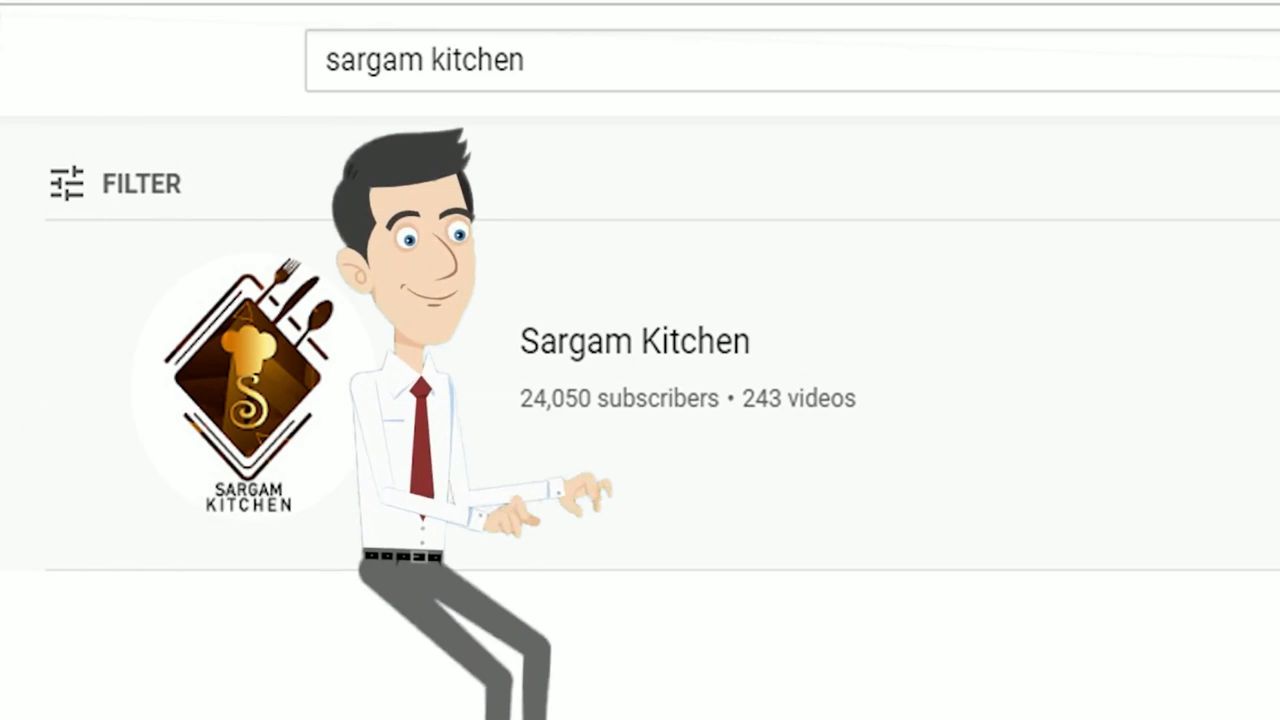 sargam kitchen
FILTER
S
SARGAM
KITCHEN
Sargam Kitchen
24,050 subscribers • 243 videos